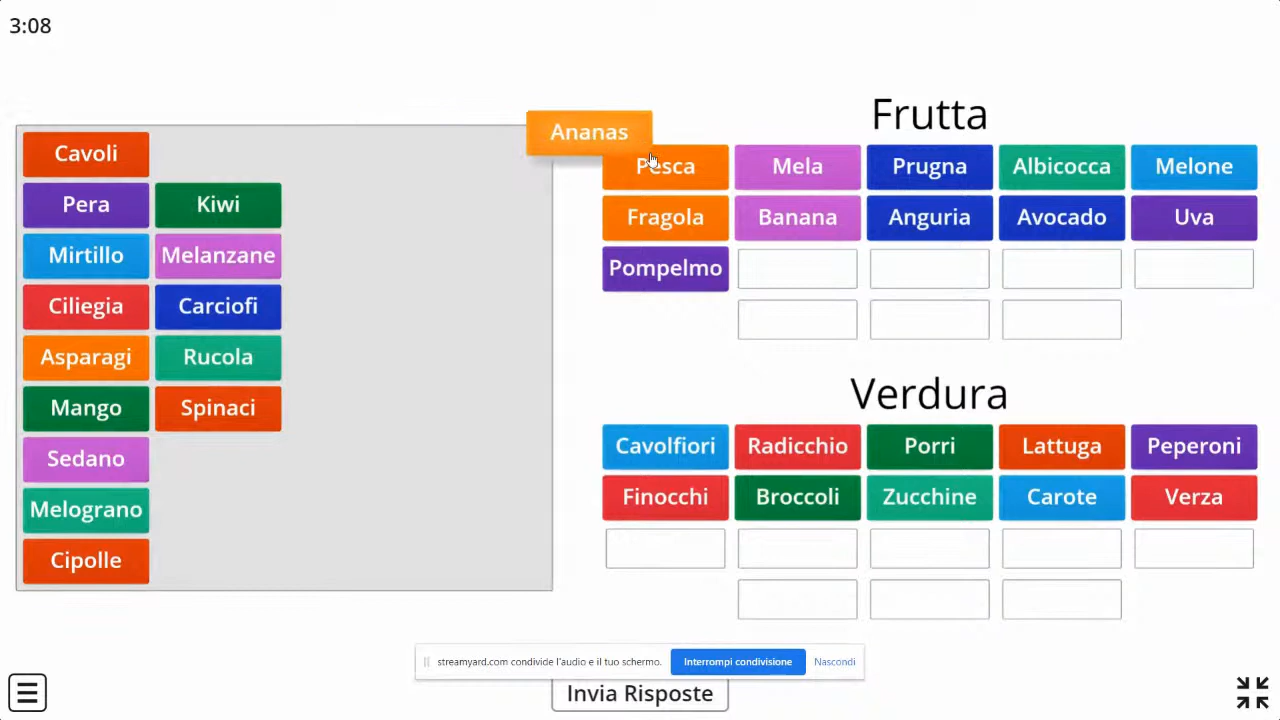 3:08
Frutta
Ananas
Cavoli
Pera Kiwi
Mirtillo Melanzane
Ciliegia Carciofi
Asparagi Rucola
Mango Spinaci
Sedano
Melograno
Cipolle
Pesca Mela Prugna Albicocca Melone
Fragola Banana Anguria Avocado Uva
Pompelmo
Verdura
Cavolfiori Radicchio Porri Lattuga Peperoni
Finocchi Broccoli Zucchine Carote Verza
streamyard.com condivide l'audio e il tuo schermo. Interrompi condivisione Nascondi
Invia Risposte